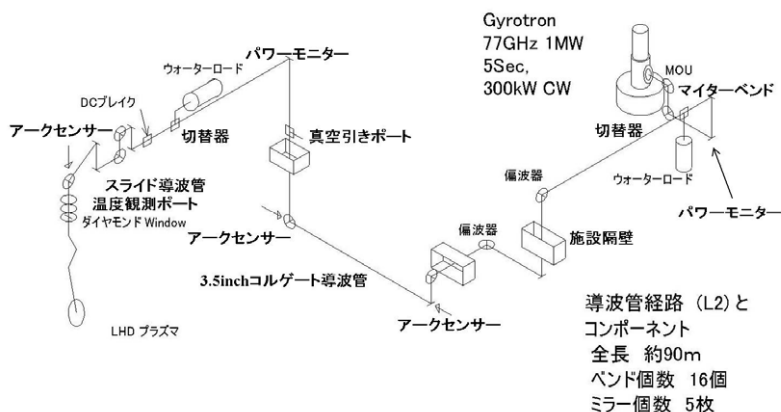 Gyrotron
77GHz 1MW
5Sec,
300kW CW
MOU
マイターベンド
切替器
ウォーターロード
パワーモニター
偏波器
施設隔壁
偏波器
アークセンサー
3.5inchコルゲート導波管
アークセンサー
真空引きポート
パワーモニター
ウォーターロード
切替器
DCブレイク
アークセンサー
スライド導波管
温度観測ポート
ダイヤモンド Window
LHD プラズマ
導波管経路 (L2) と
コンポーネント
全長 約90m
ベンド個数 16個
ミラー個数 5枚